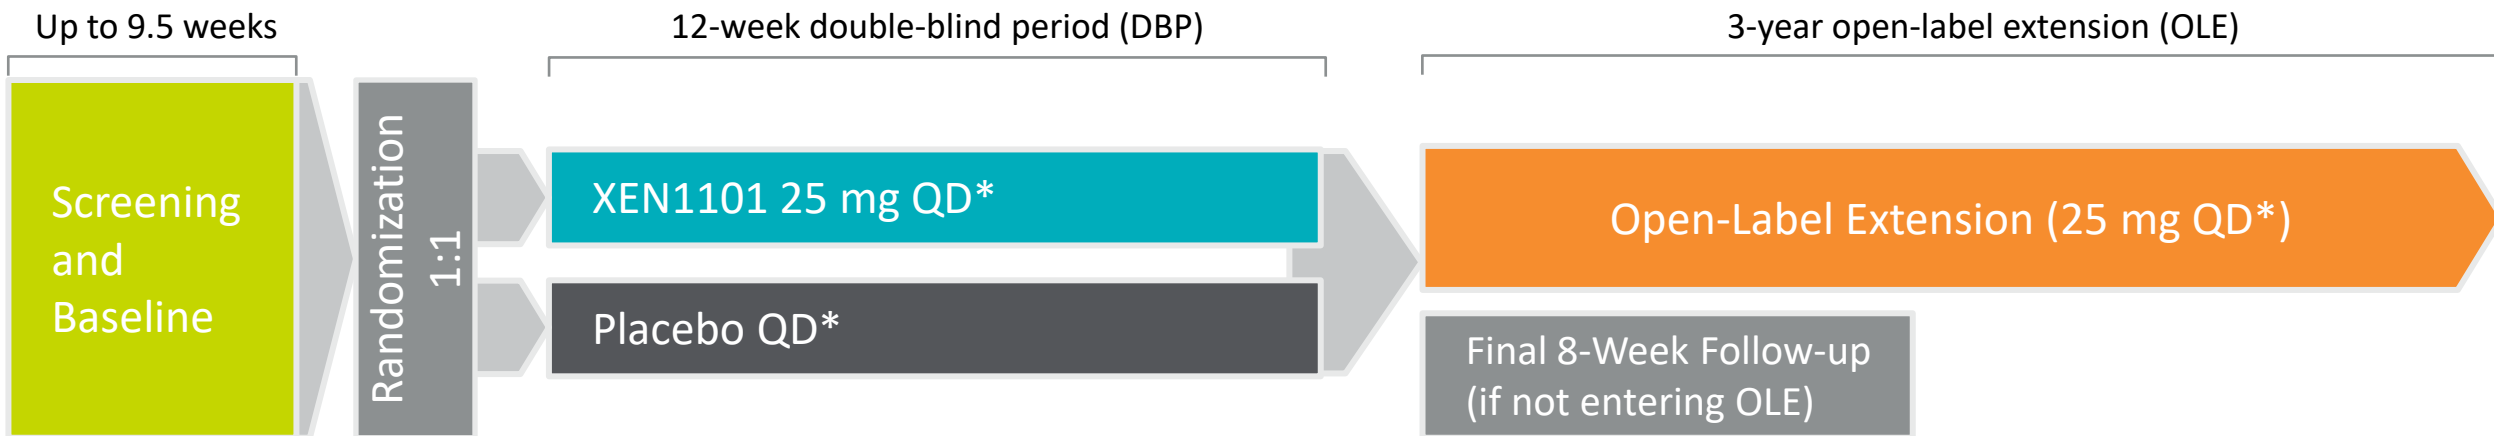 Up to 9.5 weeks
12-week double-blind period (DBP)
3-year open-label extension (OLE)
Screening
and
Baseline
Randomization
1:1
XEN1101 25 mg QD*
Placebo QD*
Open-Label Extension (25 mg QD*)
Final 8-Week Follow-up
(if not entering OLE)